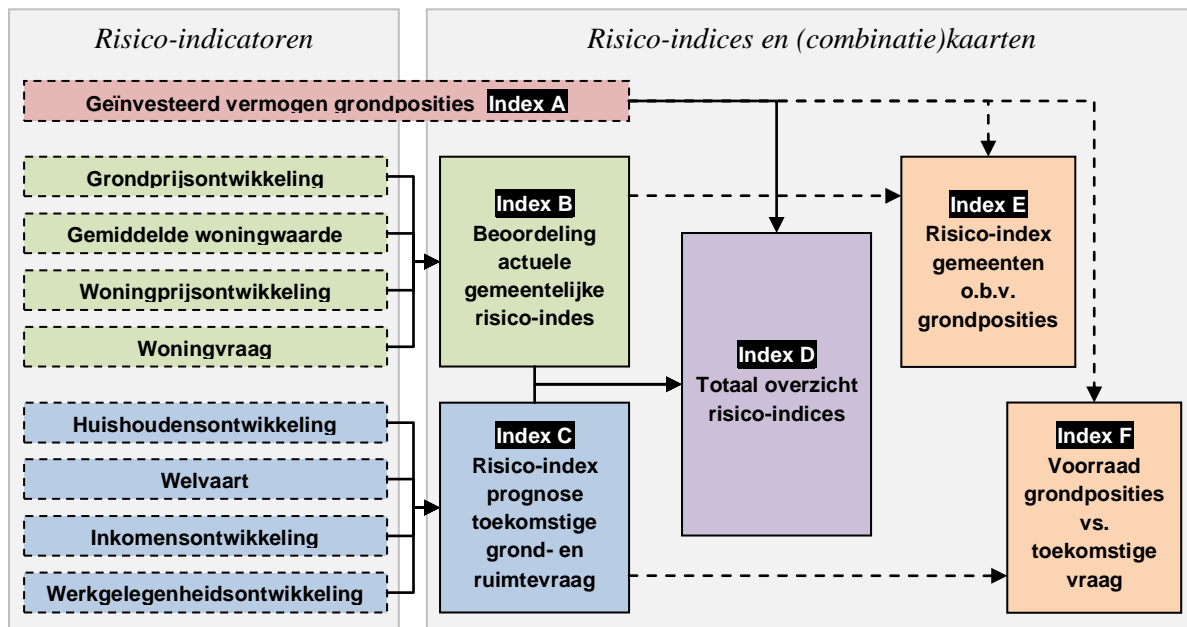 Risico-indicatoren
Risico-indices en (combinatie)kaarten
Geïnvesteerd vermogen grondposities Index A
Grondprijsontwikkeling
Gemiddelde woningwaarde
Woningprijsontwikkeling
Woningvraag
Huishoudensontwikkeling
Welvaart
Inkomensontwikkeling
Werkgelegenheidsontwikkeling
Index B
Beoordeling
actuele
gemeentelijke
risico-indes
Index C
Risico-index
prognose
toekomstige
grond- en
ruimtevraag
Index D
Totaal overzicht
risico-indices
Index E
Risico-index
gemeenten
o.b.v.
grondposities
Index F
Voorraad
grondposities
vs.
toekomstige
vraag